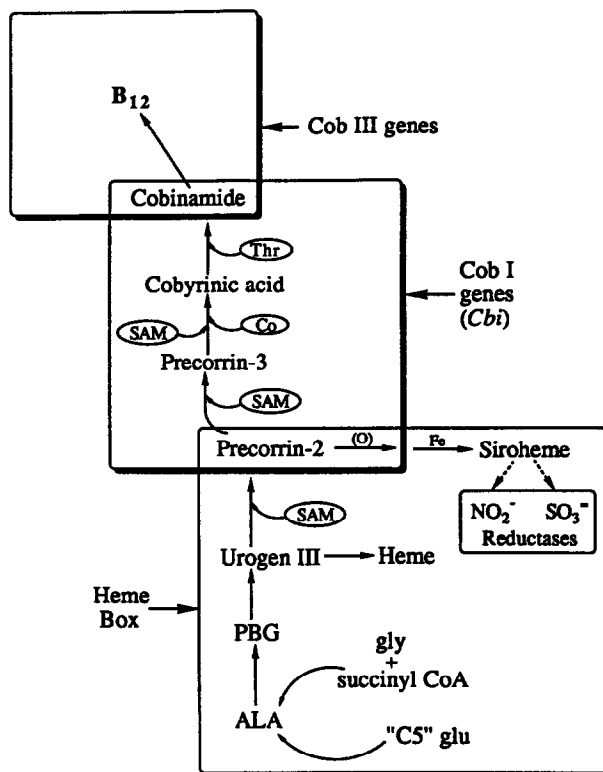 B12
Cob III genes
Cobinamide
Thr
Cobyrinic acid
Cob I
genes
(Cbi)
SAM
Co
Precorrin-3
SAM
Precorrin-2
(O)
Fe
Siroheme
NO2- SO3=
Reductases
SAM
Urogen III
Heme
Heme
Box
PBG
gly
+
succinyl CoA
ALA
"C5" glu